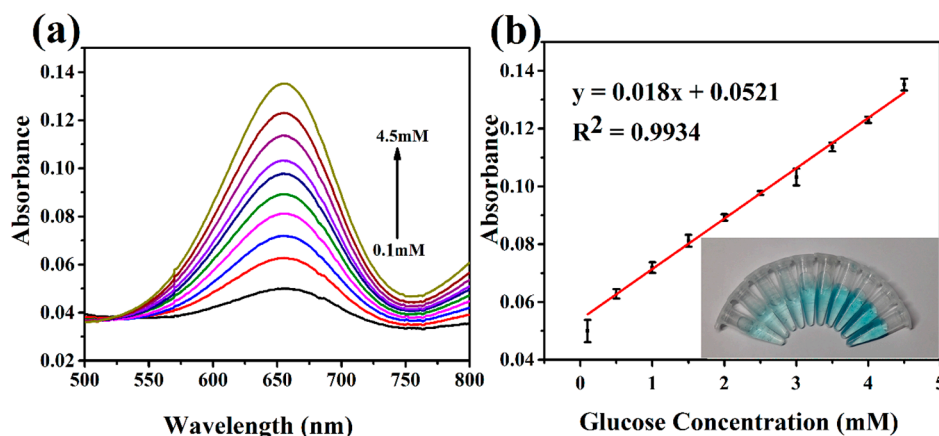 (a)
Absorbance
0.14
0.12
0.10
0.08
0.06
0.04
0.02
4.5mM
0.1mM
500 550 600 650 700 750 800
Wavelength (nm)
(b)
Absorbance
0.14
0.12
0.10
0.08
0.06
0.04
y = 0.018x + 0.0521
R² = 0.9934
0 1 2 3 4 5
Glucose Concentration (mM)